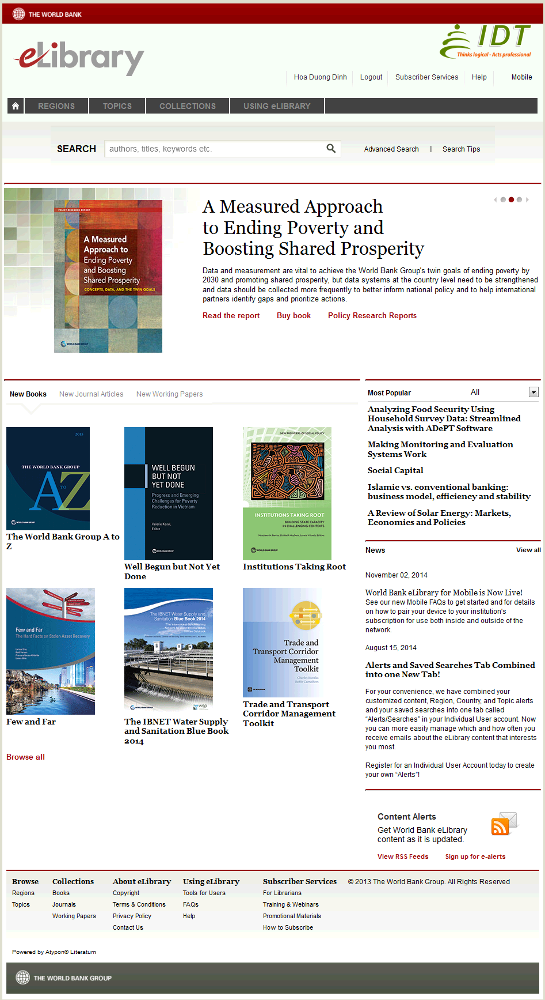 THE WORLD BANK
IDT
Thinks logical - Acts professional
eLibrary
Hoa Duong Dinh
Logout
Subscriber Services
Help
Mobile
REGIONS
TOPICS
COLLECTIONS
USING eLIBRARY
SEARCH
authors, titles, keywords etc.
Advanced Search
|
Search Tips
POLICY RESEARCH REPORT
A Measured
Approach to
Ending Poverty
and Boosting
Shared Prosperity
CONCEPTS, DATA, AND THE TWIN GOALS
WORLD BANK GROUP
A Measured Approach
to Ending Poverty and
Boosting Shared Prosperity
Data and measurement are vital to achieve the World Bank Group's twin goals of ending poverty by
2030 and promoting shared prosperity, but data systems at the country level need to be strengthened
and data should be collected more frequently to better inform national policy and to help international
partners identify gaps and prioritize actions.
Read the report
Buy book
Policy Research Reports
New Books
New Journal Articles
New Working Papers
2015
THE WORLD BANK GROUP
A TO Z
WORLD BANK GROUP
The World Bank Group A to
Z
WELL BEGUN
BUT NOT
YET DONE
Progress and Emerging
Challenges for Poverty
Reduction in Vietnam
Valerie Kozel,
Editor
WORLD BANK GROUP
Well Begun but Not Yet
Done
NEW FRONTIERS OF SOCIAL POLICY
INSTITUTIONS TAKING ROOT
BUILDING STATE CAPACITY
IN CHALLENGING CONTEXTS
WORLD BANK GROUP
Institutions Taking Root
Few and Far
The Hard Facts on Stolen Asset Recovery
Few and Far
The IBNET Water Supply and
Sanitation Blue Book 2014
The International Benchmarking
Network for Water and Sanitation
Utilities Databook
WORLD BANK GROUP
wsp
The IBNET Water Supply
and Sanitation Blue Book
2014
Trade and
Transport Corridor
Management
Toolkit
Charles Kunaka
Robin Carruthers
THE WORLD BANK
Trade and Transport
Corridor Management
Toolkit
Browse all
Most Popular
All
Analyzing Food Security Using
Household Survey Data: Streamlined
Analysis with ADePT Software
Making Monitoring and Evaluation
Systems Work
Social Capital
Islamic vs. conventional banking:
business model, efficiency and stability
A Review of Solar Energy: Markets,
Economics and Policies
News
View all
November 02, 2014
World Bank eLibrary for Mobile is Now Live!
See our new Mobile FAQs to get started and for details
on how to pair your device to your institution's
subscription for use both inside and outside of the
network.
August 15, 2014
Alerts and Saved Searches Tab Combined
into one New Tab!
For your convenience, we have combined your
customized content, Region, Country, and Topic alerts
and your saved searches into one tab called
“Alerts/Searches” in your Individual User account. Now
you can more easily manage which and how often you
receive emails about the eLibrary content that interests
you most.
Register for an Individual User Account today to create
your own “Alerts”!
Content Alerts
Get World Bank eLibrary
content as it is updated.
View RSS Feeds
Sign up for e-alerts
Browse
Regions
Topics
Collections
Books
Journals
Working Papers
About eLibrary
Copyright
Terms & Conditions
Privacy Policy
Contact Us
Using eLibrary
Tools for Users
FAQs
Help
Subscriber Services
For Librarians
Training & Webinars
Promotional Materials
How to Subscribe
© 2013 The World Bank Group. All Rights Reserved
Powered by Atypon® Literatum
THE WORLD BANK GROUP